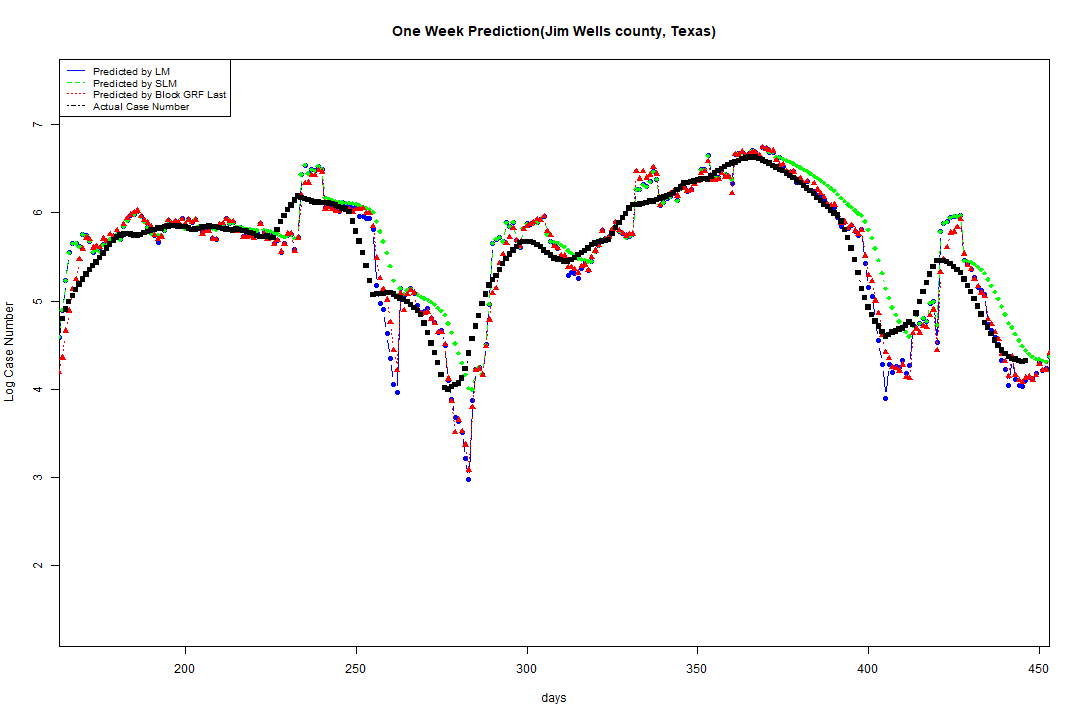 One Week Prediction(Jim Wells county, Texas)
Predicted by LM
Predicted by SLM
Predicted by Block GRF Last
Actual Case Number
Log Case Number
7
6
5
4
3
2
200 250 300 350 400 450
days